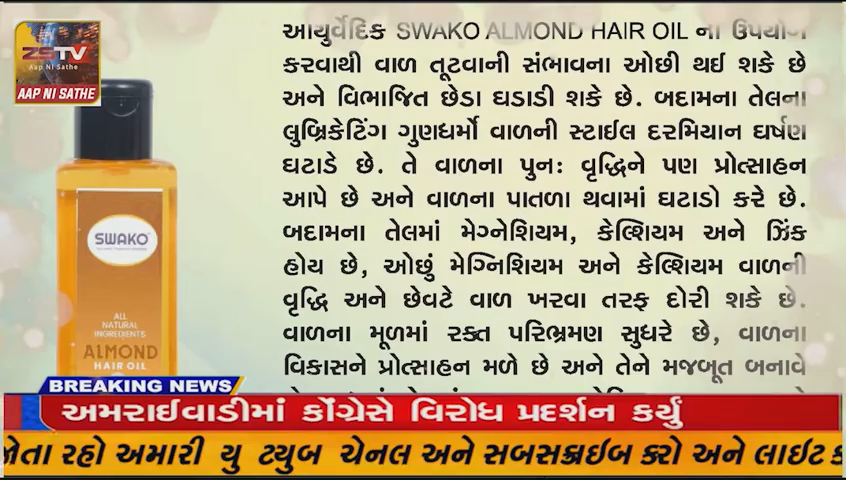 આયુર્વેદિક SWAKO ALMOND HAIR OIL ના ઉપયોગ
કરવાથી વાળ તૂટવાની સંભાવના ઓછી થઈ શકે છે
અને વિભાજિત છેડા ઘડાડી શકે છે. બદામના તેલના
લુબ્રિકેટિંગ ગુણધર્મો વાળની સ્ટાઈલ દરમિયાન ઘર્ષણ
ઘટાડે છે. તે વાળના પુનઃ વૃદ્ધિને પણ પ્રોત્સાહન
આપે છે અને વાળના પાતળા થવામાં ઘટાડો કરે છે.
બદામના તેલમાં મેગ્નેશિયમ, કેલ્શિયમ અને ઝિંક
હોય છે, ઓછું મેગ્નિશિયમ અને કેલ્શિયમ વાળની
વૃદ્ધિ અને છેવટે વાળ ખરવા તરફ દોરી શકે છે.
વાળના મૂળમાં રક્ત પરિભ્રમણ સુધરે છે, વાળના
વિકાસને પ્રોત્સાહન મળે છે અને તેને મજબૂત બનાવે
ZSTV
Aap Ni Sathe
AAP NI SATHE
SWAKO
ALL
NATURAL
INGREDIENTS
ALMOND
HAIR OIL
BREAKING NEWS
અમરાઈવાડીમાં કોંગ્રેસે વિરોધ પ્રદર્શન કર્યું
જોતા રહો અમારી યુ ટ્યુબ ચેનલ અને સબસક્રાઇબ કરો અને લાઇટ